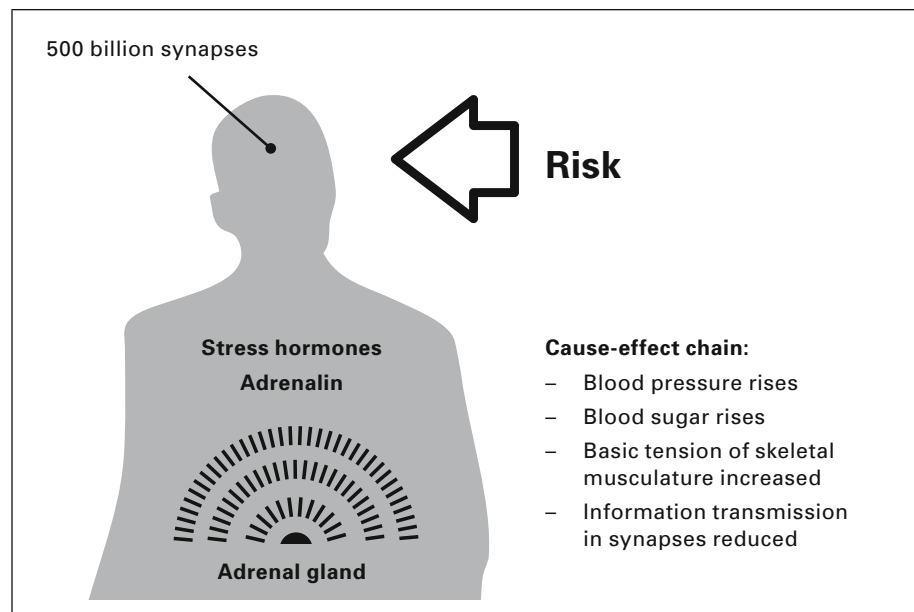 500 billion synapses
Risk
Stress hormones
Adrenalin
Adrenal gland
Cause-effect chain:
– Blood pressure rises
– Blood sugar rises
– Basic tension of skeletal
musculature increased
– Information transmission
in synapses reduced